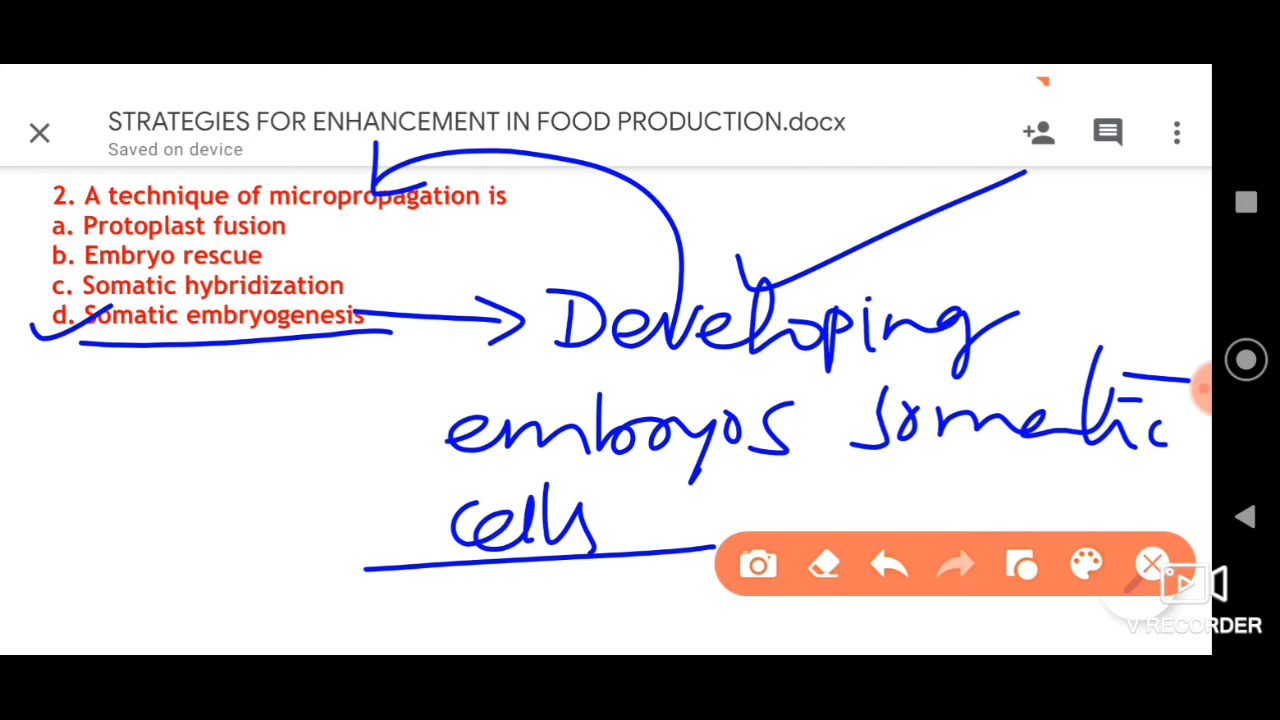 STRATEGIES FOR ENHANCEMENT IN FOOD PRODUCTION.docx
Saved on device
2. A technique of micropropagation is
a. Protoplast fusion
b. Embryo rescue
c. Somatic hybridization
d. Somatic embryogenesis
Developing
embryos somatic
cells
V RECORDER